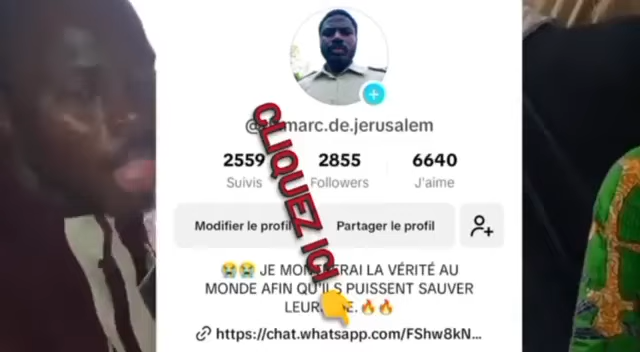 marc.de.jerusalem
2559 2855 6640
Suivis Followers J'aime
CLIQUEZ ICI
Modifier le profil Partager le profil
JE MONTRERAI LA VÉRITÉ AU
MONDE AFIN QU'ILS PUISSENT SAUVER
https://chat.whatsapp.com/FShw8kN...